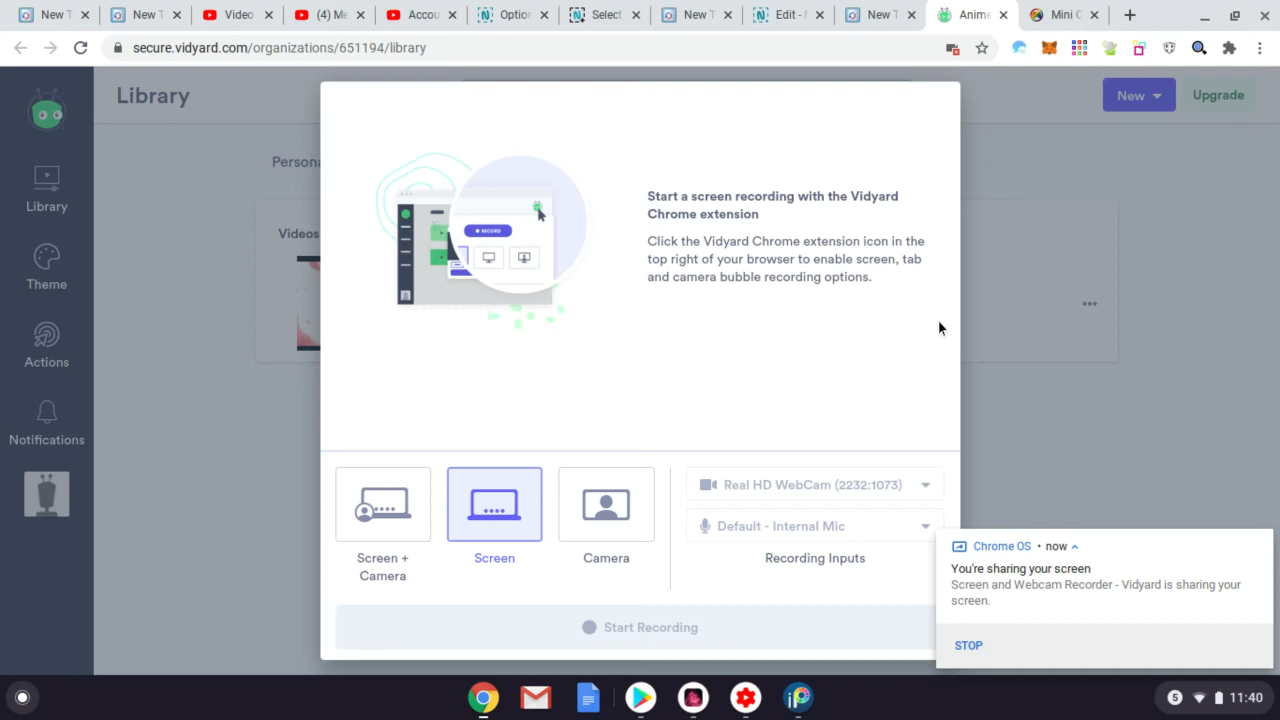 New T
New T
Video
(4) Me
Accou
Option
Select
New T
Edit - N
New T
Anime
Mini C
secure.vidyard.com/organizations/651194/library
Library
New
Upgrade
Persona
Start a screen recording with the Vidyard
Chrome extension
Click the Vidyard Chrome extension icon in the
top right of your browser to enable screen, tab
and camera bubble recording options.
RECORD
Library
Theme
Actions
Notifications
Videos
Screen +
Camera
Screen
Camera
Real HD WebCam (2232:1073)
Default - Internal Mic
Recording Inputs
Start Recording
Chrome OS • now
You're sharing your screen
Screen and Webcam Recorder - Vidyard is sharing your
screen.
STOP
5
11:40